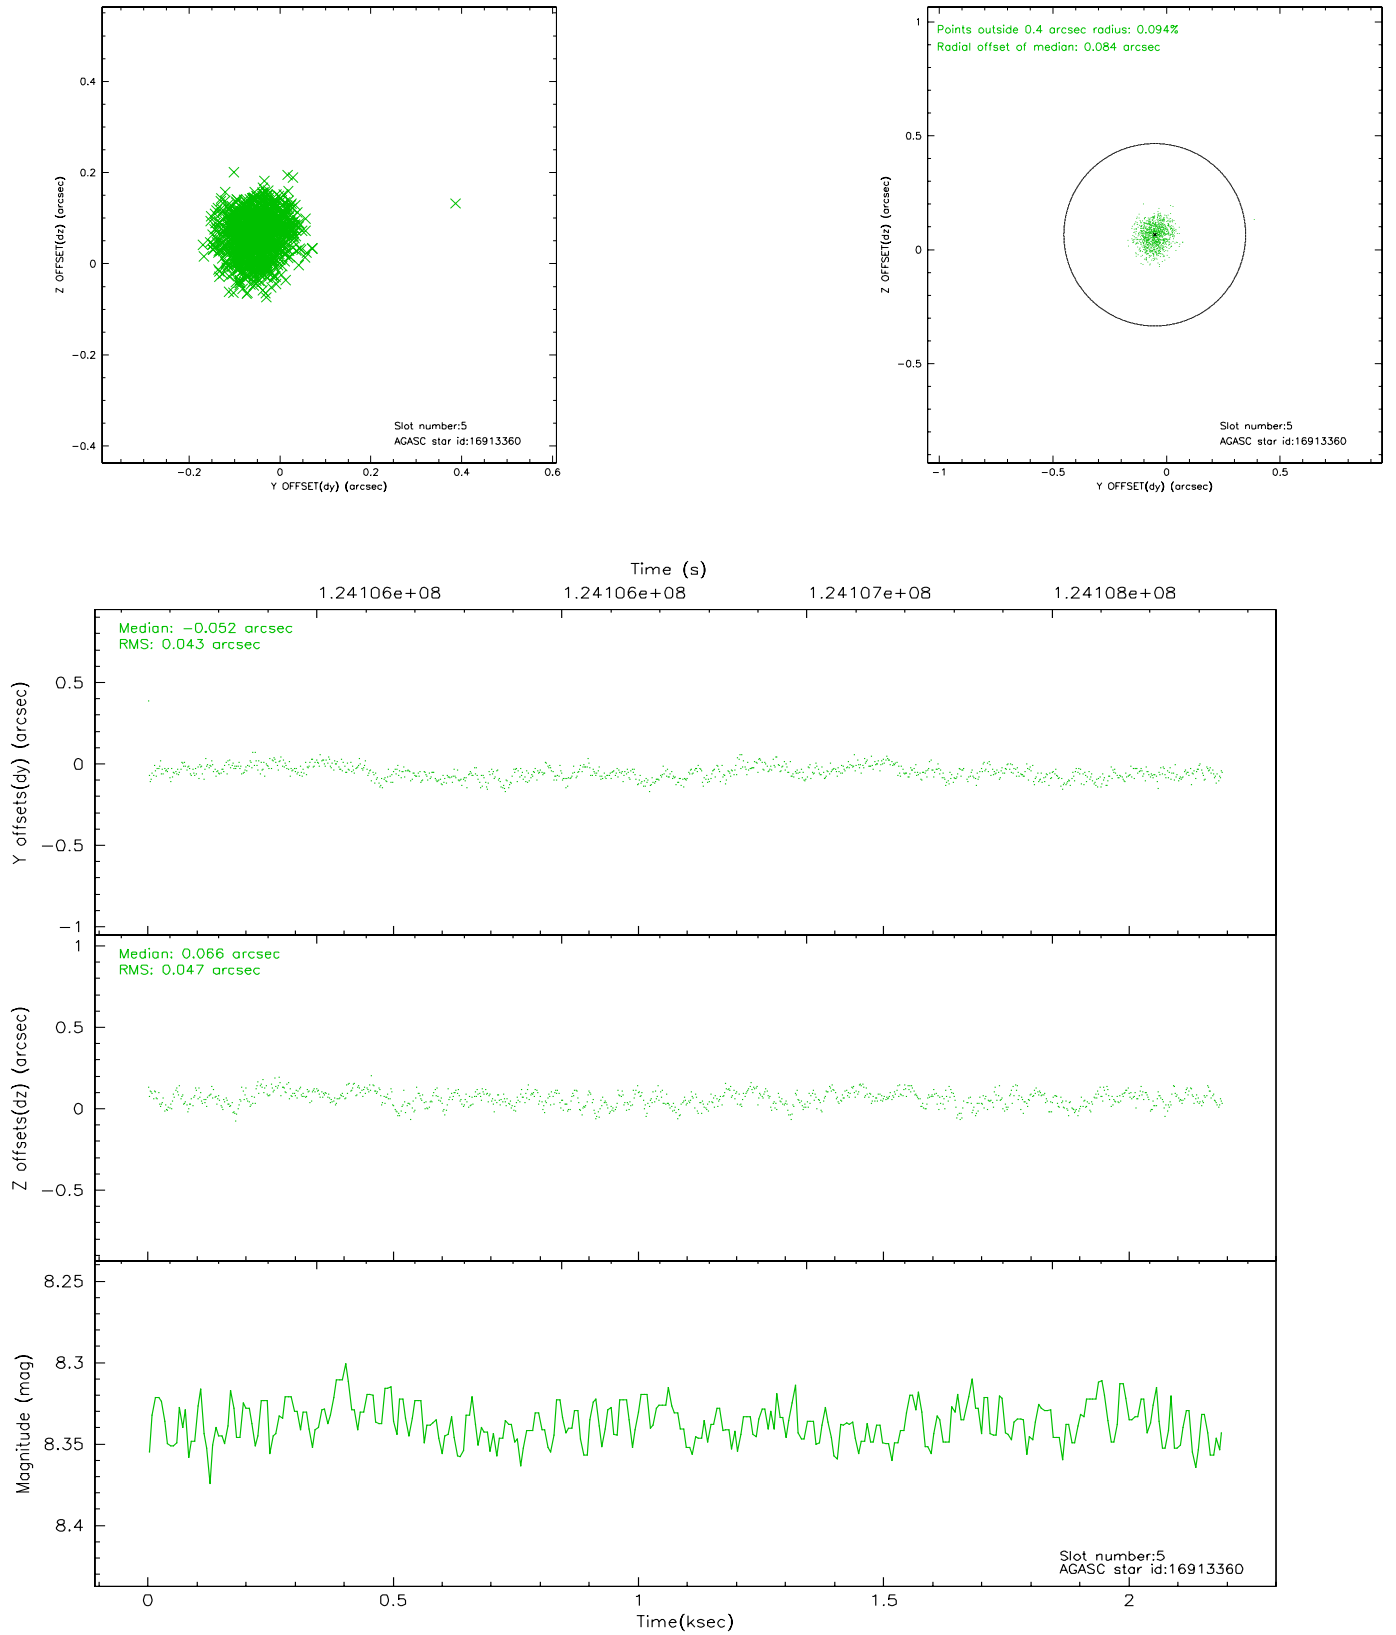 0.4
0.2
0
−0.2
−0.4
Z OFFSET(dz) (arcsec)
Slot number:5
AGASC star id:16913360
−0.2 0 0.2 0.4 0.6
Y OFFSET(dy) (arcsec)
Points outside 0.4 arcsec radius: 0.094%
Radial offset of median: 0.084 arcsec
1
0.5
0
−0.5
Z OFFSET(dz) (arcsec)
Slot number:5
AGASC star id:16913360
−1 −0.5 0 0.5
Y OFFSET(dy) (arcsec)
Time (s)
1.24106e+08 1.24106e+08 1.24107e+08 1.24108e+08
Median: −0.052 arcsec
RMS: 0.043 arcsec
0.5
0
−0.5
−1
Y offsets(dy) (arcsec)
Median: 0.066 arcsec
RMS: 0.047 arcsec
1
0.5
0
−0.5
Z offsets(dz) (arcsec)
8.25
8.3
8.35
8.4
Magnitude (mag)
Slot number:5
AGASC star id:16913360
0 0.5 1 1.5 2
Time(ksec)